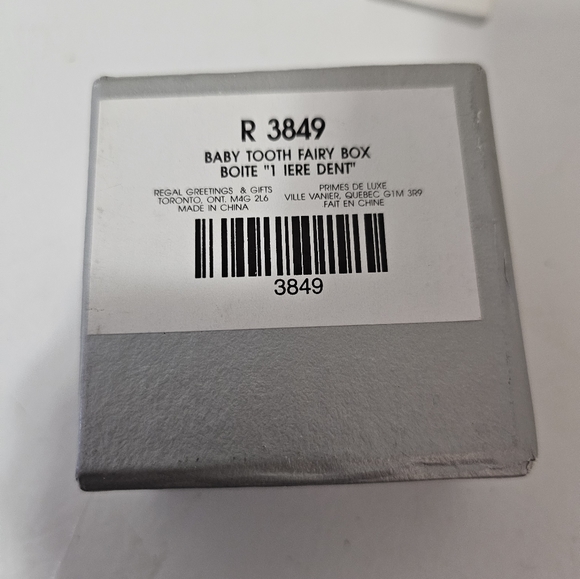 R 3849
BABY TOOTH FAIRY BOX
BOITE "1 IERE DENT"
REGAL GREETINGS & GIFTS
TORONTO, ONT. M4G 2L6
MADE IN CHINA
PRIMES DE LUXE
VILLE VANIER, QUEBEC G1M 3R9
FAIT EN CHINE
3849